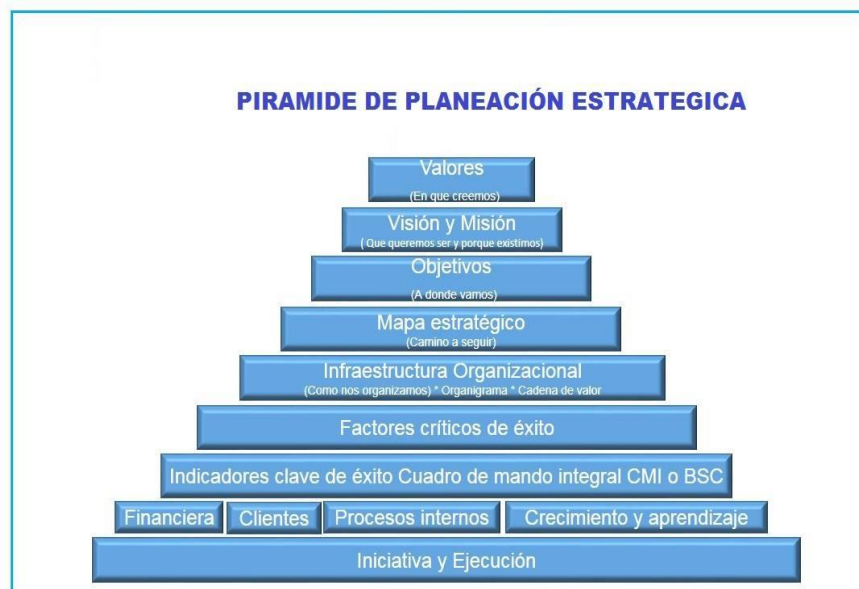 PIRAMIDE DE PLANEACIÓN ESTRATEGICA
Valores
(En que creemos)
Visión y Misión
( Que queremos ser y porque existimos)
Objetivos
(A donde vamos)
Mapa estratégico
(Camino a seguir)
Infraestructura Organizacional
(Como nos organizamos) * Organigrama * Cadena de valor
Factores críticos de éxito
Indicadores clave de éxito Cuadro de mando integral CMI o BSC
Financiera Clientes Procesos internos Crecimiento y aprendizaje
Iniciativa y Ejecución